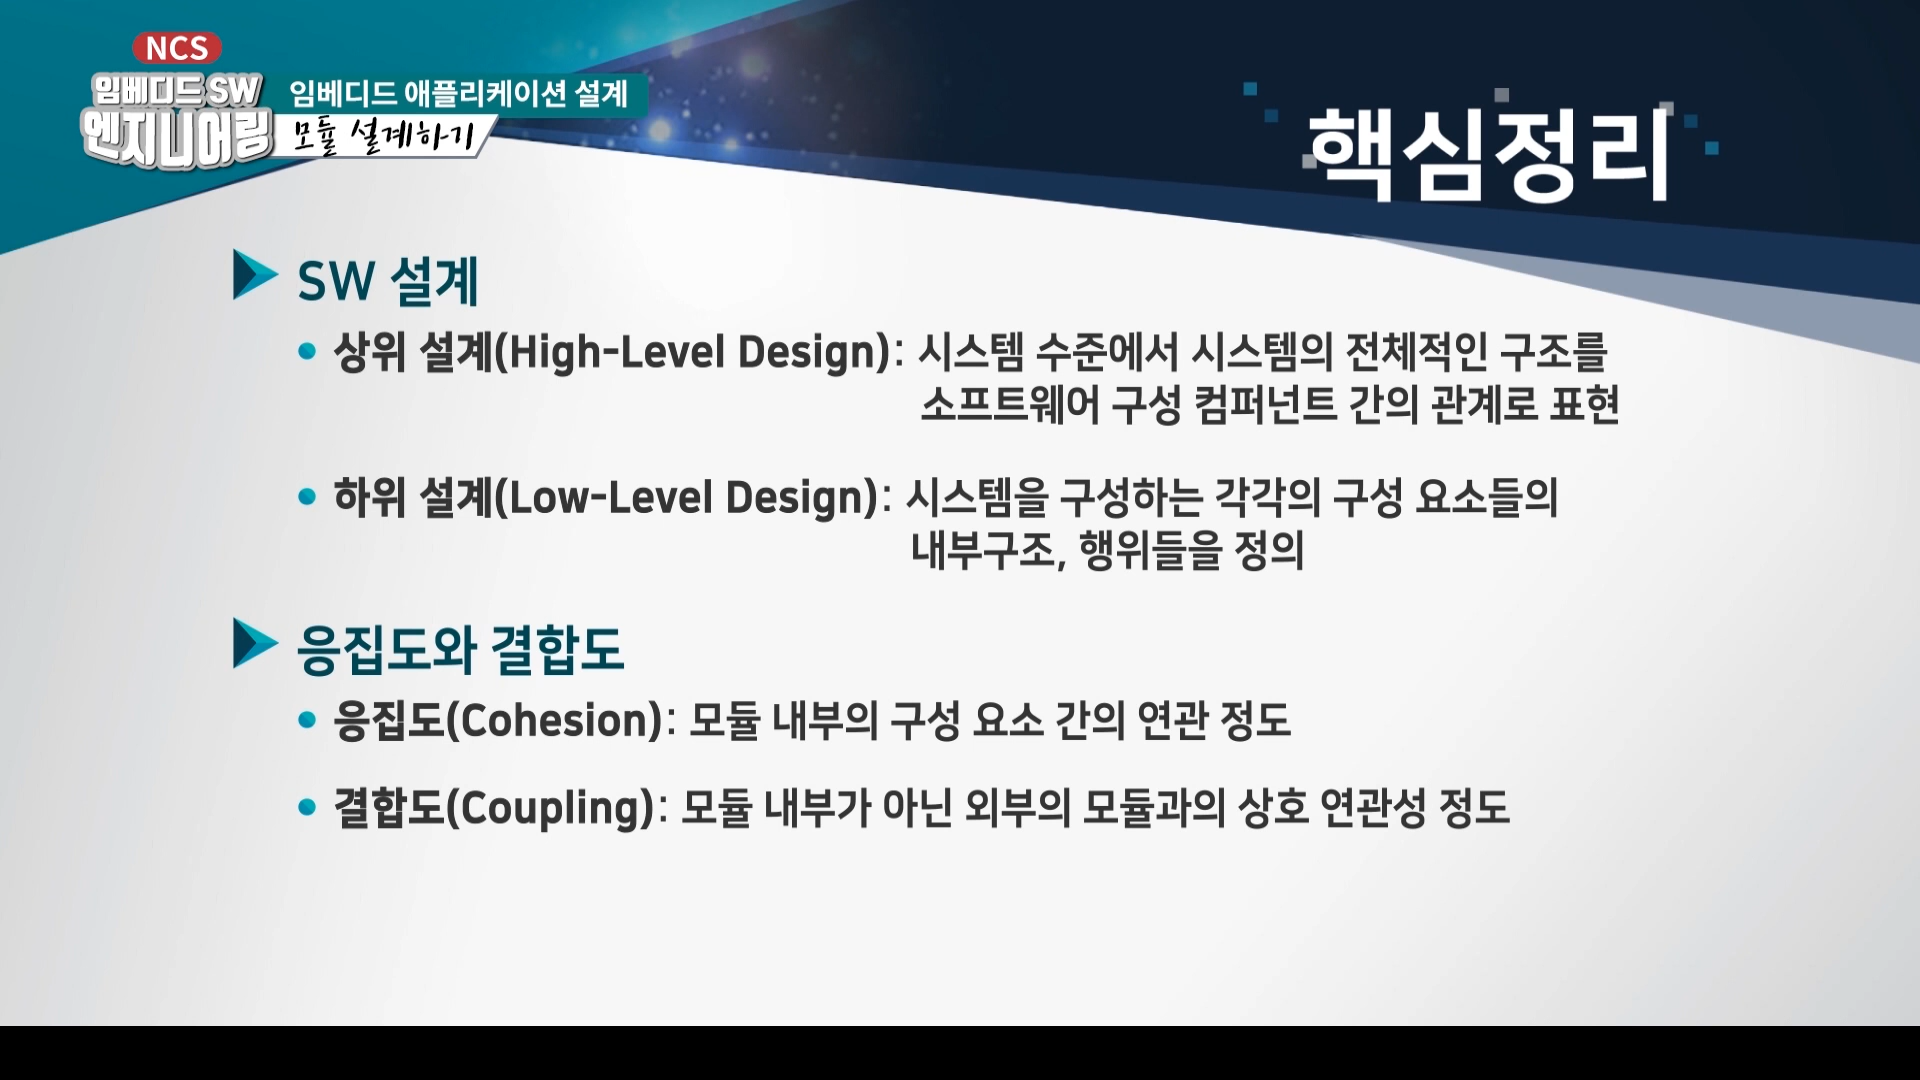 NCS
임베디드 SW
엔지니어링
임베디드 애플리케이션 설계
모듈 설계하기
핵심정리
SW 설계
상위 설계(High-Level Design): 시스템 수준에서 시스템의 전체적인 구조를
소프트웨어 구성 컴퍼넌트 간의 관계로 표현
하위 설계(Low-Level Design): 시스템을 구성하는 각각의 구성 요소들의
내부구조, 행위들을 정의
응집도와 결합도
응집도(Cohesion): 모듈 내부의 구성 요소 간의 연관 정도
결합도(Coupling): 모듈 내부가 아닌 외부의 모듈과의 상호 연관성 정도